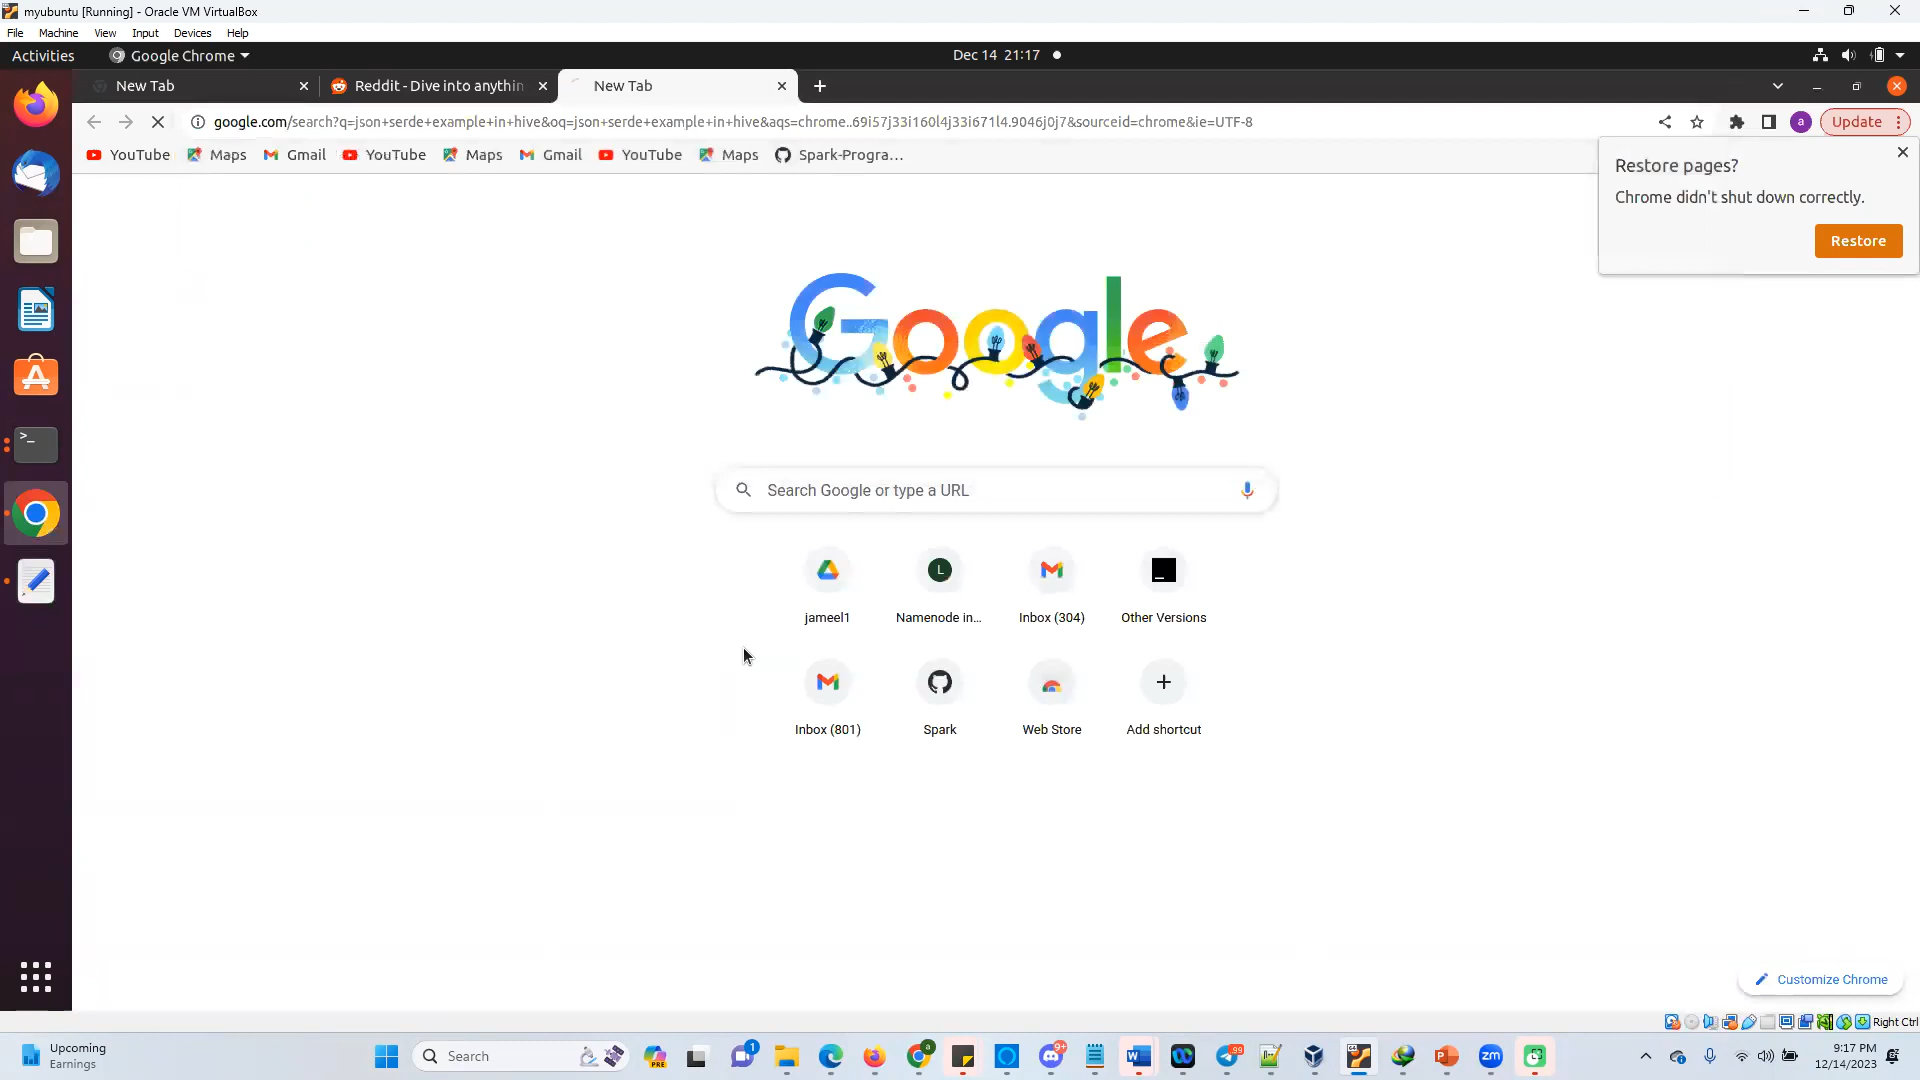 myubuntu [Running] - Oracle VM VirtualBox
File Machine View Input Devices Help
Activities Google Chrome Dec 14 21:17
New Tab Reddit - Dive into anythin New Tab
google.com/search?q=json+serde+example+in+hive&oq=json+serde+example+in+hive&aqs=chrome..69i57j33i160l4j33i671l4.9046j0j7&sourceid=chrome&ie=UTF-8 a Update
YouTube Maps Gmail YouTube Maps Gmail YouTube Maps Spark-Progra...
Restore pages?
Chrome didn't shut down correctly.
Restore
Google
Search Google or type a URL
L
jameel1 Namenode in... Inbox (304) Other Versions
Inbox (801) Spark Web Store Add shortcut
Customize Chrome
Right Ctrl
Upcoming
Earnings
Search
PRE
1
a
9+
99
zm
9:17 PM
12/14/2023